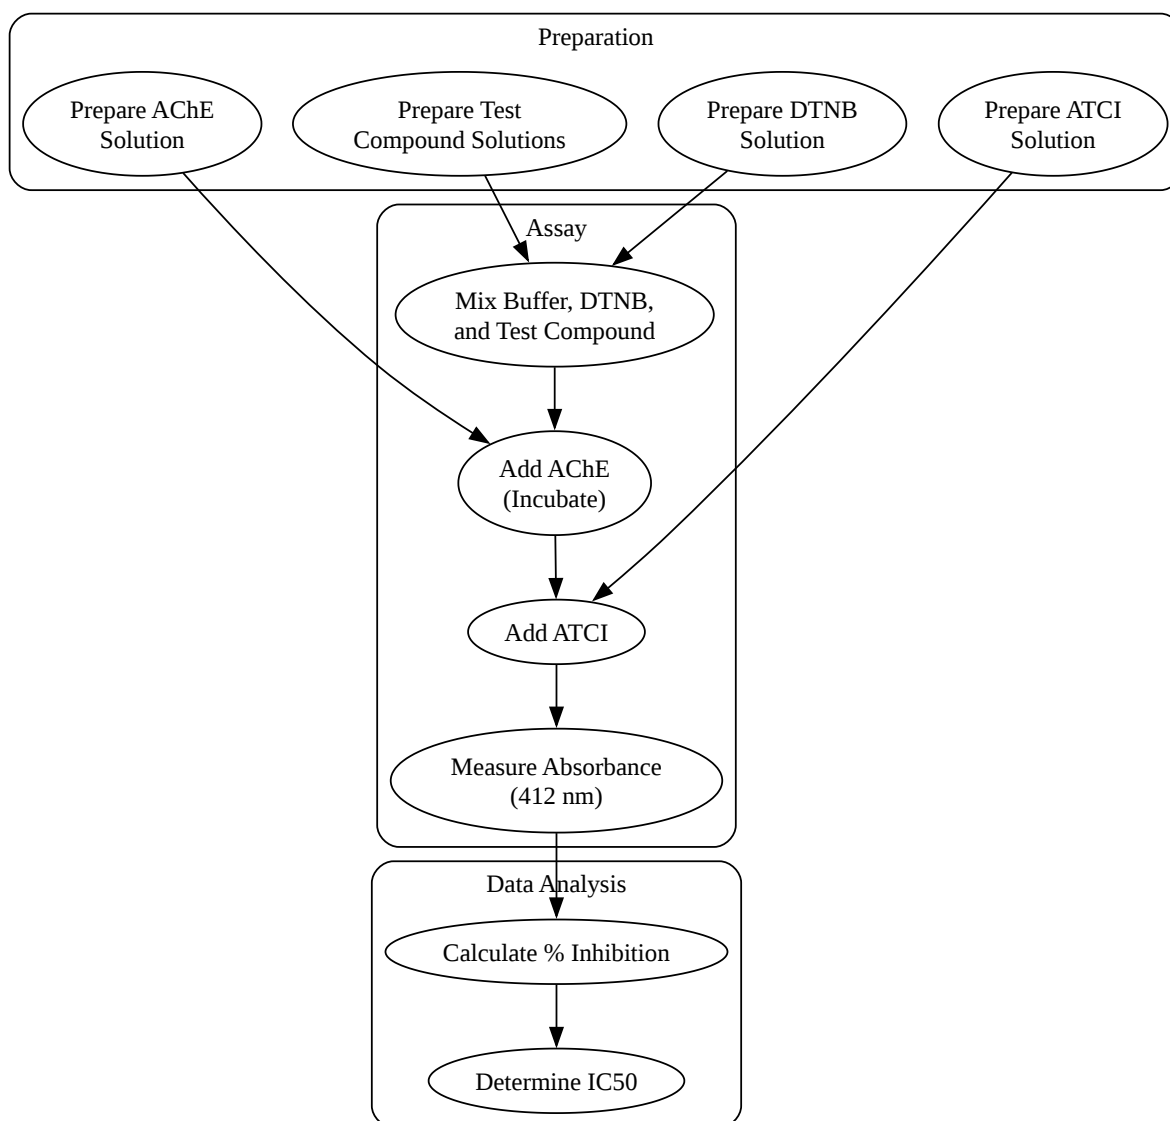 Preparation
Prepare AChE
Solution
Prepare Test
Compound Solutions
Prepare DTNB
Solution
Prepare ATCI
Solution
Assay
Mix Buffer, DTNB,
and Test Compound
Add AChE
(Incubate)
Add ATCI
Measure Absorbance
(412 nm)
Data Analysis
Calculate % Inhibition
Determine IC50